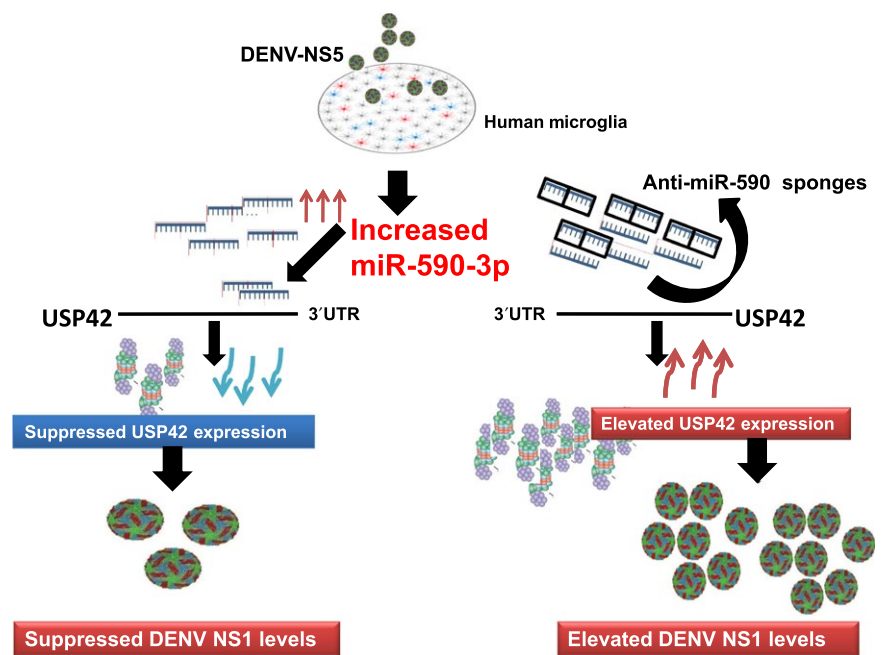 DENV-NS5
Human microglia
Increased
miR-590-3p
Anti-miR-590 sponges
USP42
3′UTR
3′UTR
USP42
Suppressed USP42 expression
Elevated USP42 expression
Suppressed DENV NS1 levels
Elevated DENV NS1 levels